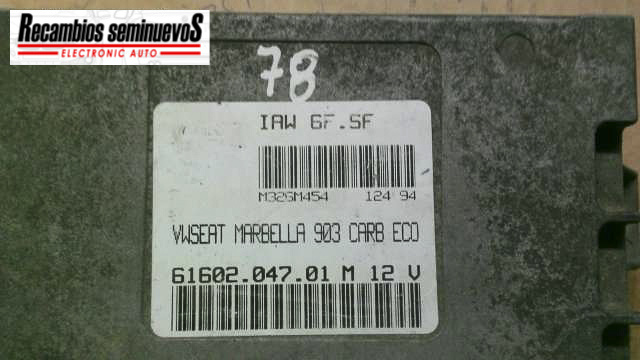 Recambios seminuevoS
ELECTRONIC AUTO
78
IAW 6F.SF
M32GM454 124 94
VWSEAT MARBELLA 903 CARB ECO
61602.047.01 M 12 V